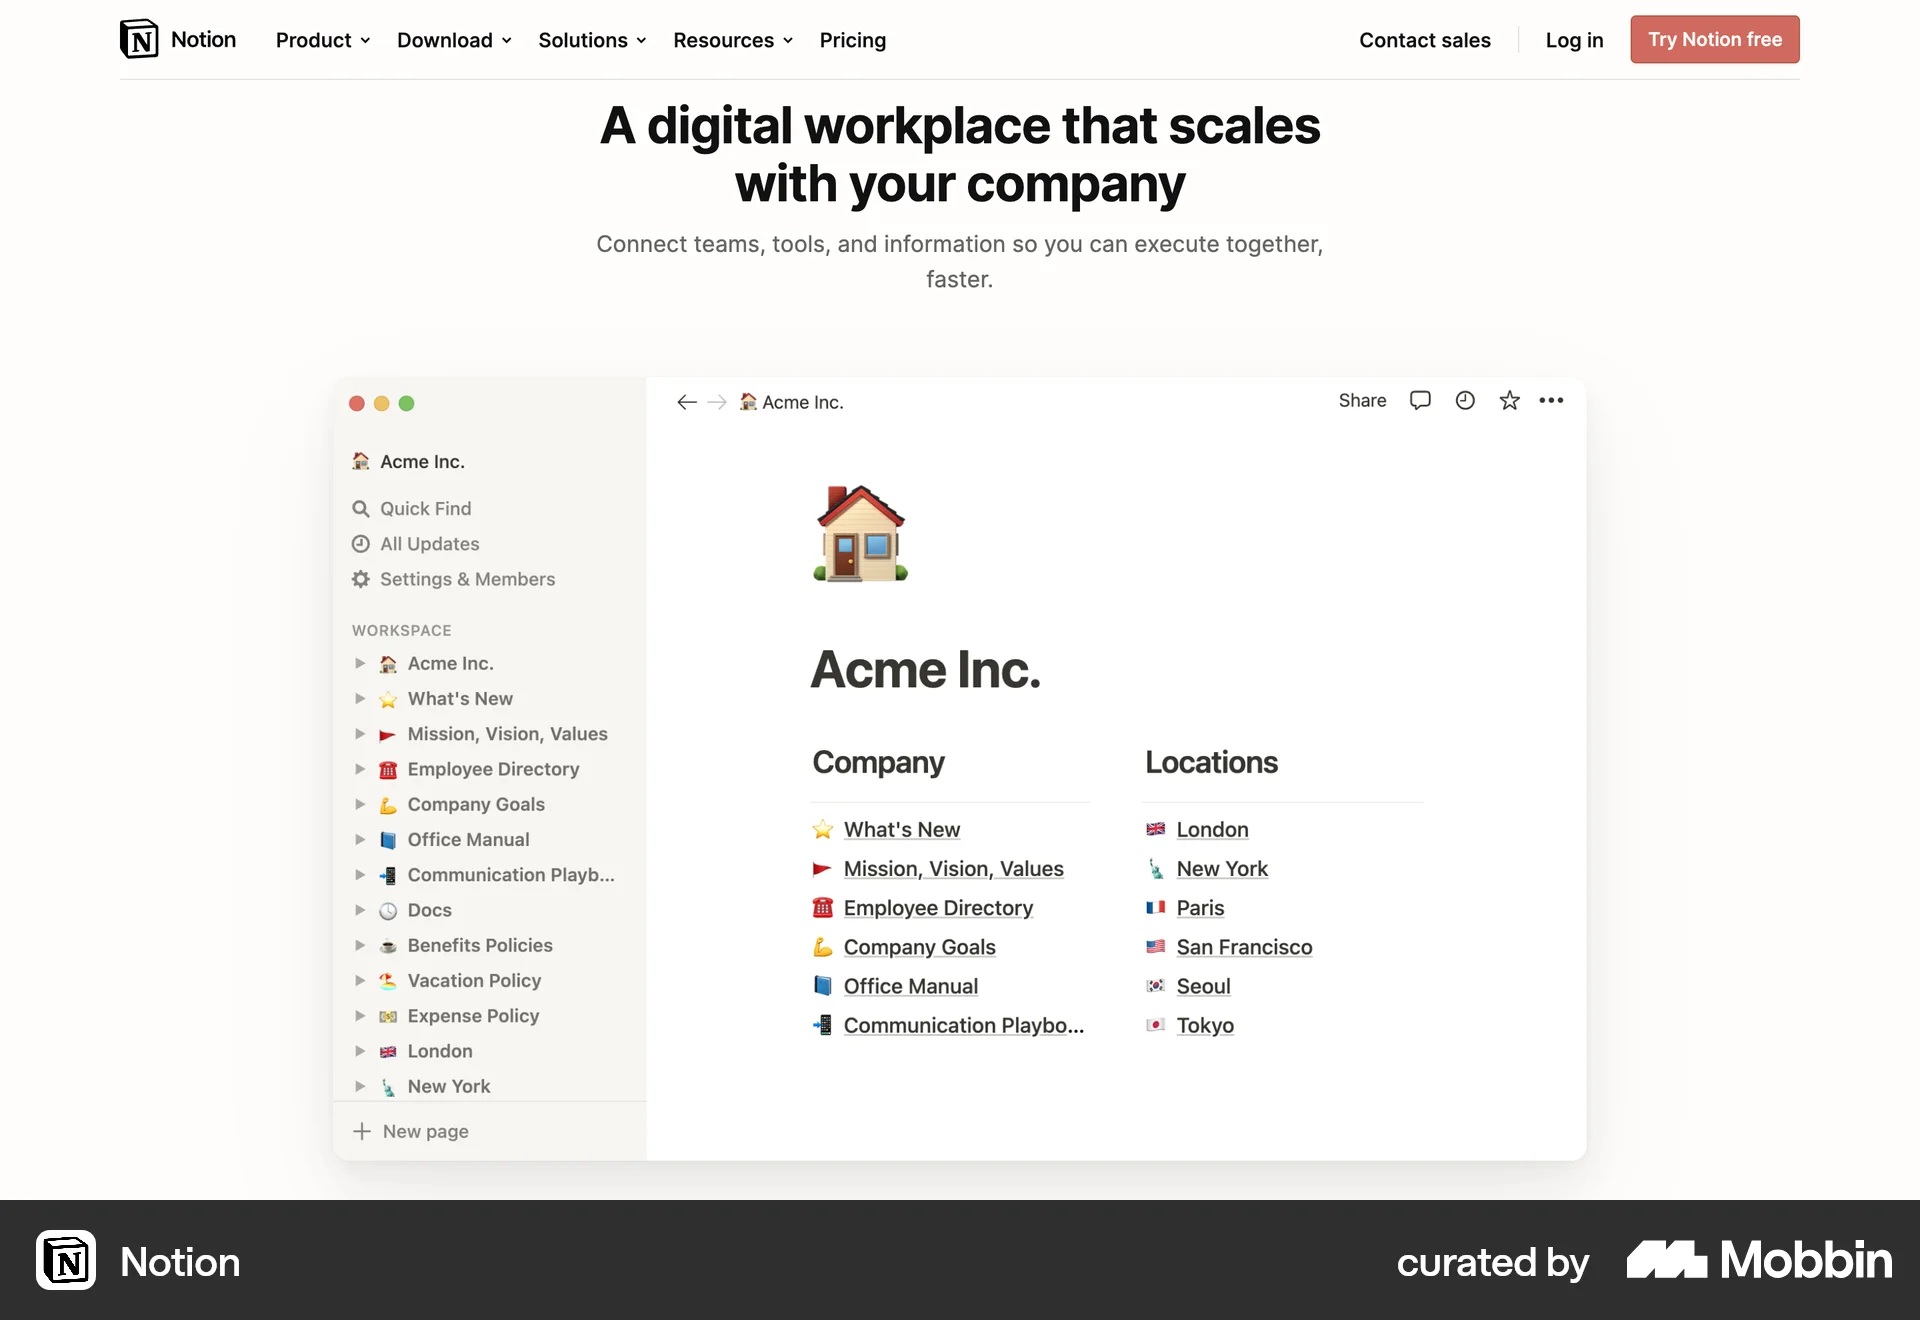 Notion
Product
Download
Solutions
Resources
Pricing
Contact sales
Log in
Try Notion free
A digital workplace that scales
with your company
Connect teams, tools, and information so you can execute together,
faster.
Acme Inc.
Share
Acme Inc.
Quick Find
All Updates
Settings & Members
WORKSPACE
Acme Inc.
What's New
Mission, Vision, Values
Employee Directory
Company Goals
Office Manual
Communication Playb...
Docs
Benefits Policies
Vacation Policy
Expense Policy
London
New York
New page
Acme Inc.
Company
What's New
Mission, Vision, Values
Employee Directory
Company Goals
Office Manual
Communication Playbo...
Locations
London
New York
Paris
San Francisco
Seoul
Tokyo
Notion
curated by Mobbin